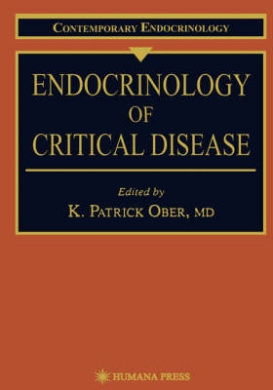 CONTEMPORARY ENDOCRINOLOGY
ENDOCRINOLOGY
OF
CRITICAL DISEASE
Edited by
K. PATRICK OBER, MD
HUMANA PRESS